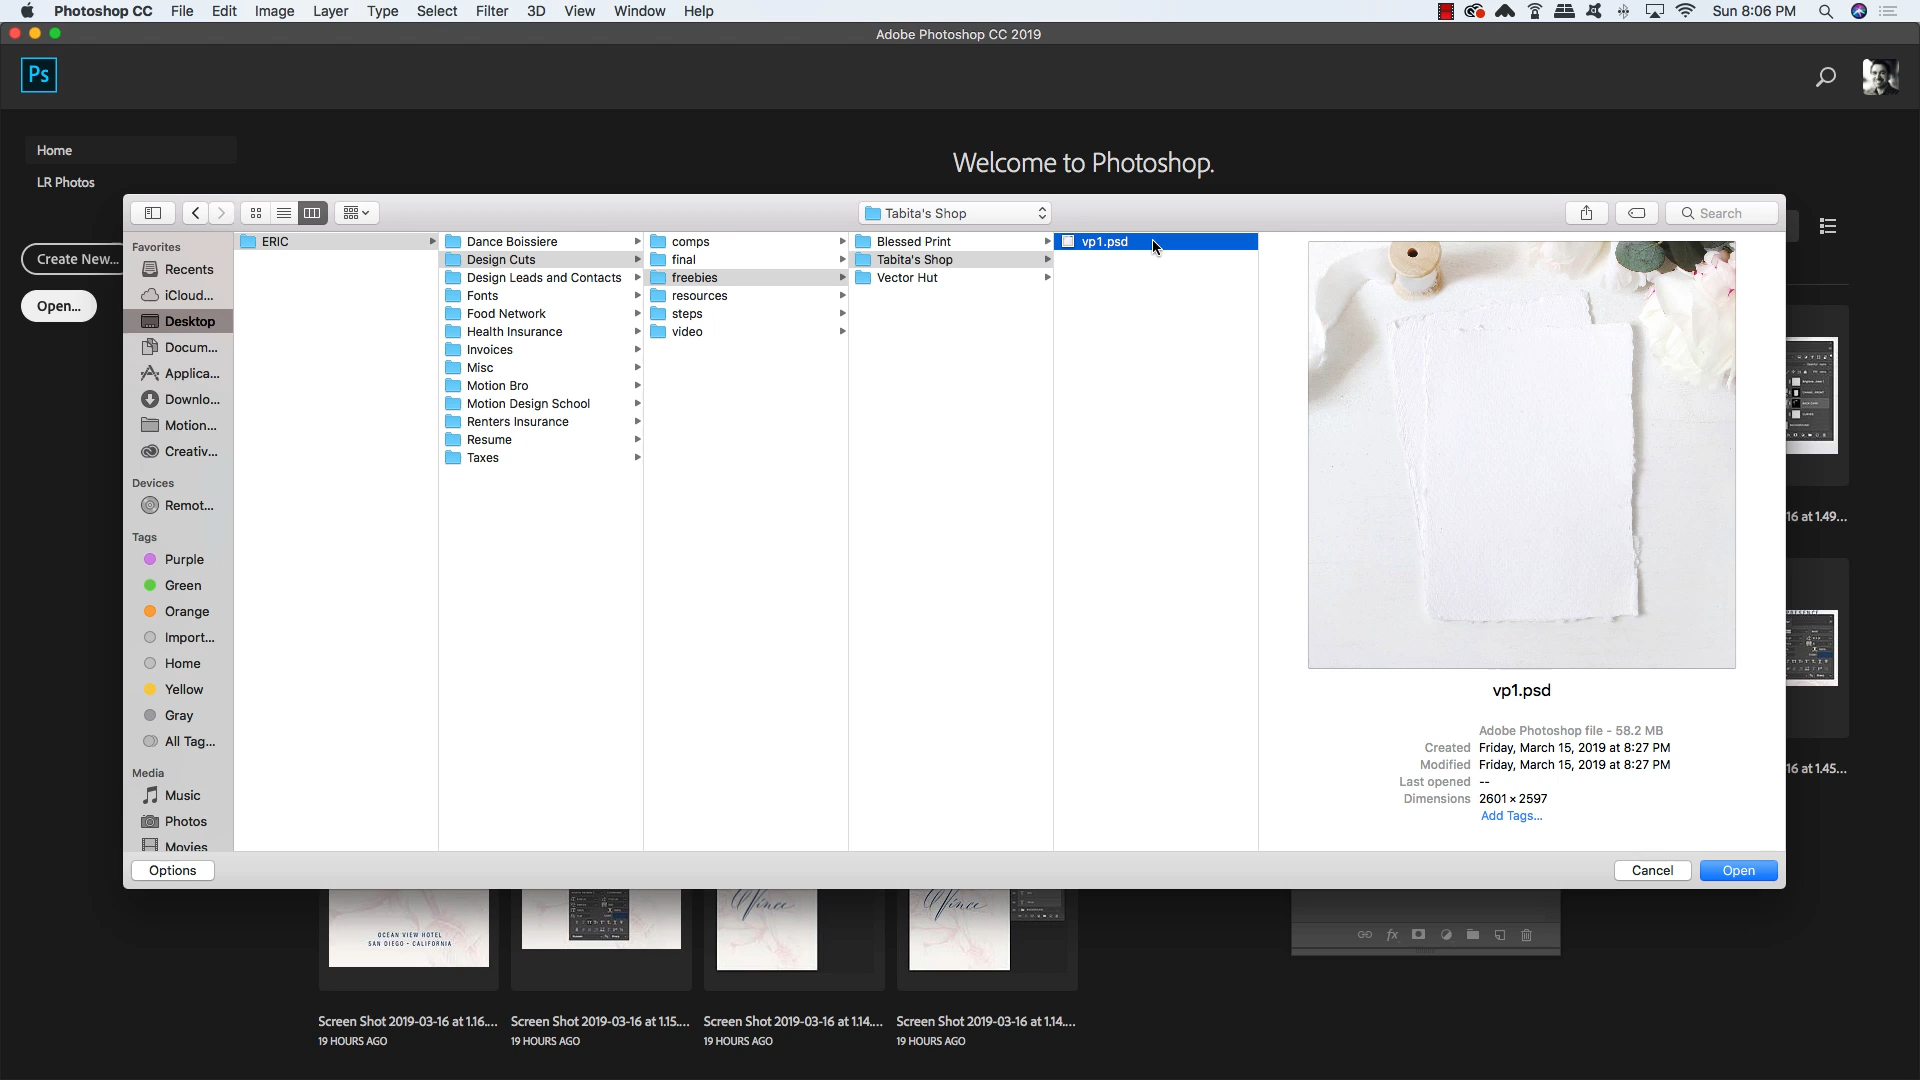 Photoshop CC File Edit Image Layer Type Select Filter 3D View Window Help
Sun 8:06 PM
Adobe Photoshop CC 2019
Ps
Home
LR Photos
Create New...
Open...
Welcome to Photoshop.
Tabita's Shop
Search
Favorites
Recents
iCloud...
Desktop
Docum...
Applica...
Downlo...
Motion...
Creativ...
Devices
Remot...
Tags
Purple
Green
Orange
Import...
Home
Yellow
Gray
All Tag...
Media
Music
Photos
Movies
ERIC
Dance Boissiere
Design Cuts
Design Leads and Contacts
Fonts
Food Network
Health Insurance
Invoices
Misc
Motion Bro
Motion Design School
Renters Insurance
Resume
Taxes
comps
final
freebies
resources
steps
video
Blessed Print
Tabita's Shop
Vector Hut
vp1.psd
vp1.psd
Adobe Photoshop file - 58.2 MB
Created Friday, March 15, 2019 at 8:27 PM
Modified Friday, March 15, 2019 at 8:27 PM
Last opened --
Dimensions 2601 × 2597
Add Tags...
Options
Cancel
Open
16 at 1.49...
16 at 1.45...
OCEAN VIEW HOTEL
SAN DIEGO - CALIFORNIA
Vince
Vince
fx
Screen Shot 2019-03-16 at 1.16....
19 HOURS AGO
Screen Shot 2019-03-16 at 1.15....
19 HOURS AGO
Screen Shot 2019-03-16 at 1.14....
19 HOURS AGO
Screen Shot 2019-03-16 at 1.14....
19 HOURS AGO